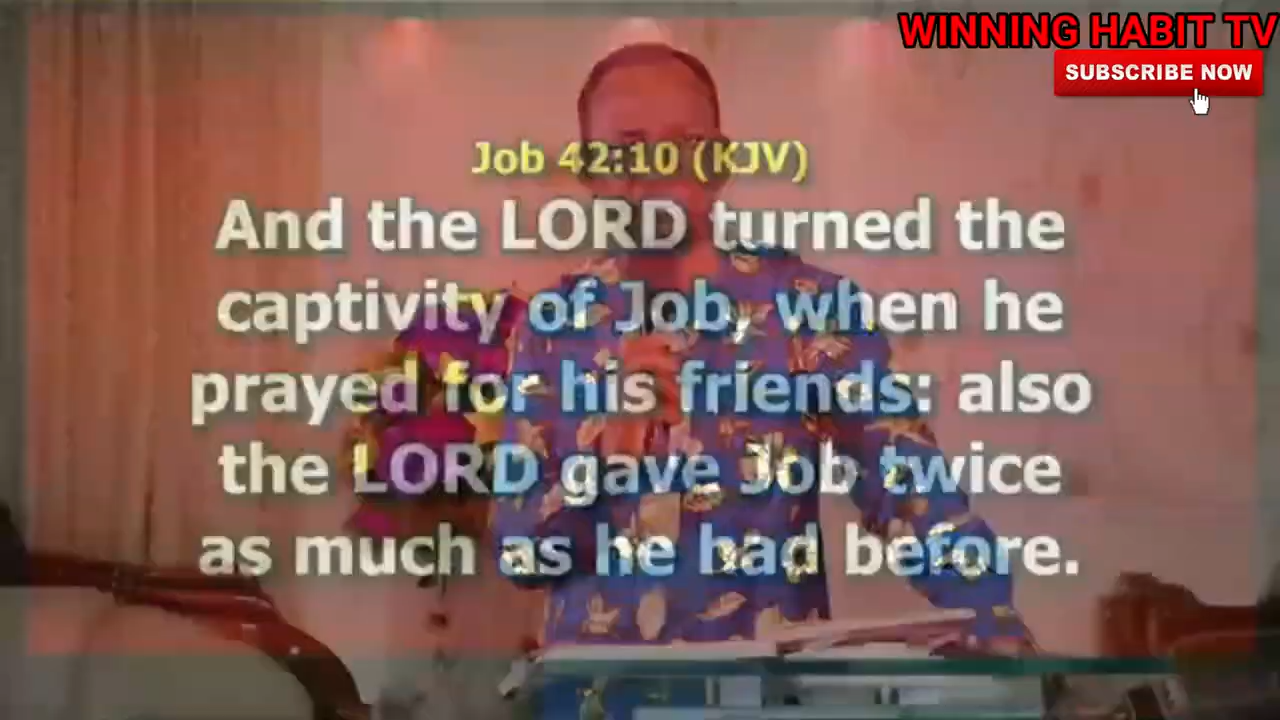 WINNING HABIT TV
SUBSCRIBE NOW
Job 42:10 (KJV)
And the LORD turned the
captivity of Job, when he
prayed for his friends: also
the LORD gave Job twice
as much as he had before.